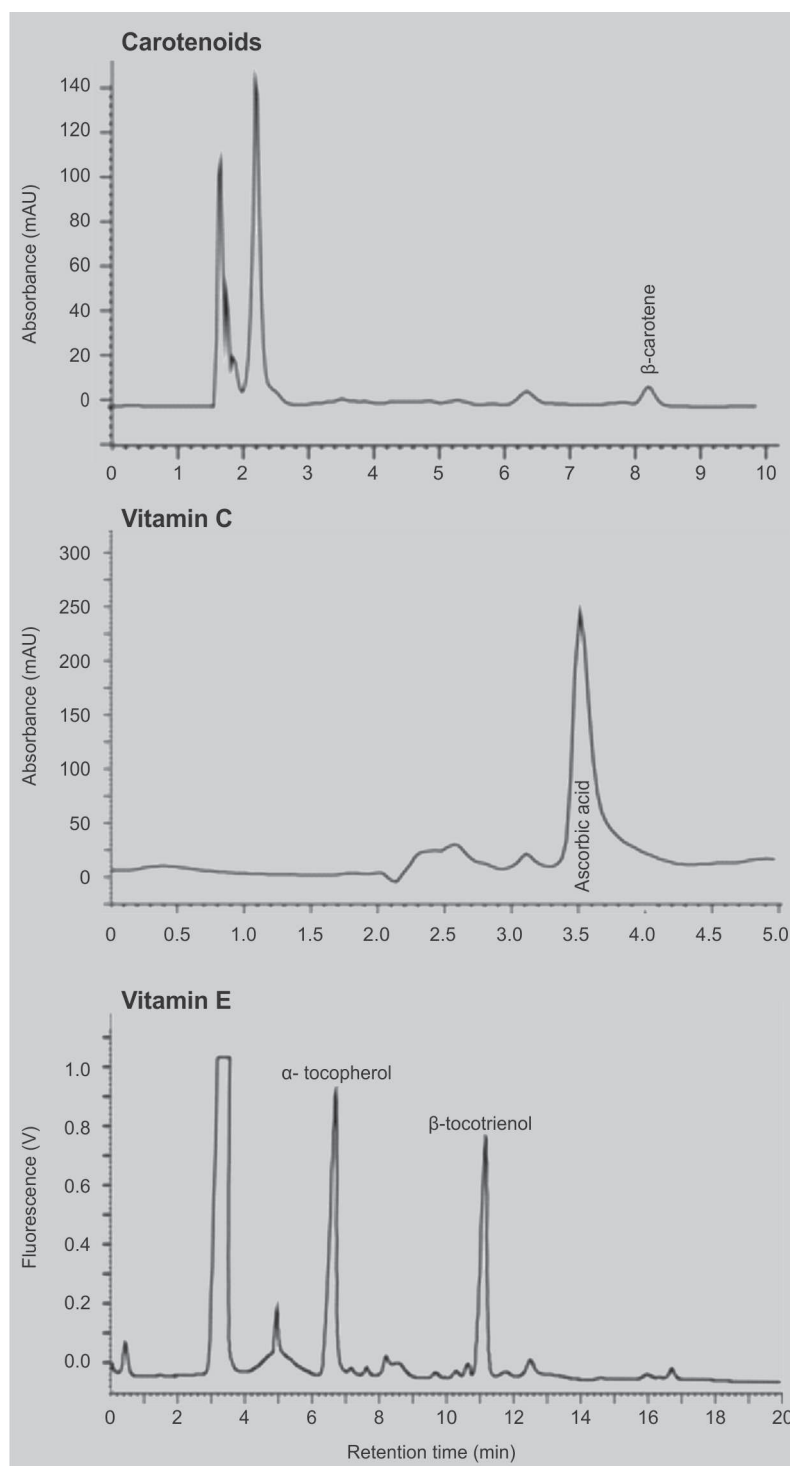 Carotenoids
140
120
100
80
60
40
20
0
Absorbance (mAU)
β-carotene
0 1 2 3 4 5 6 7 8 9 10
Vitamin C
300
250
200
150
100
50
0
Absorbance (mAU)
Ascorbic acid
0 0.5 1.0 1.5 2.0 2.5 3.0 3.5 4.0 4.5 5.0
Vitamin E
1.0
0.8
0.6
0.4
0.2
0.0
Fluorescence (V)
α- tocopherol
β-tocotrienol
0 2 4 6 8 10 12 14 16 18 20
Retention time (min)